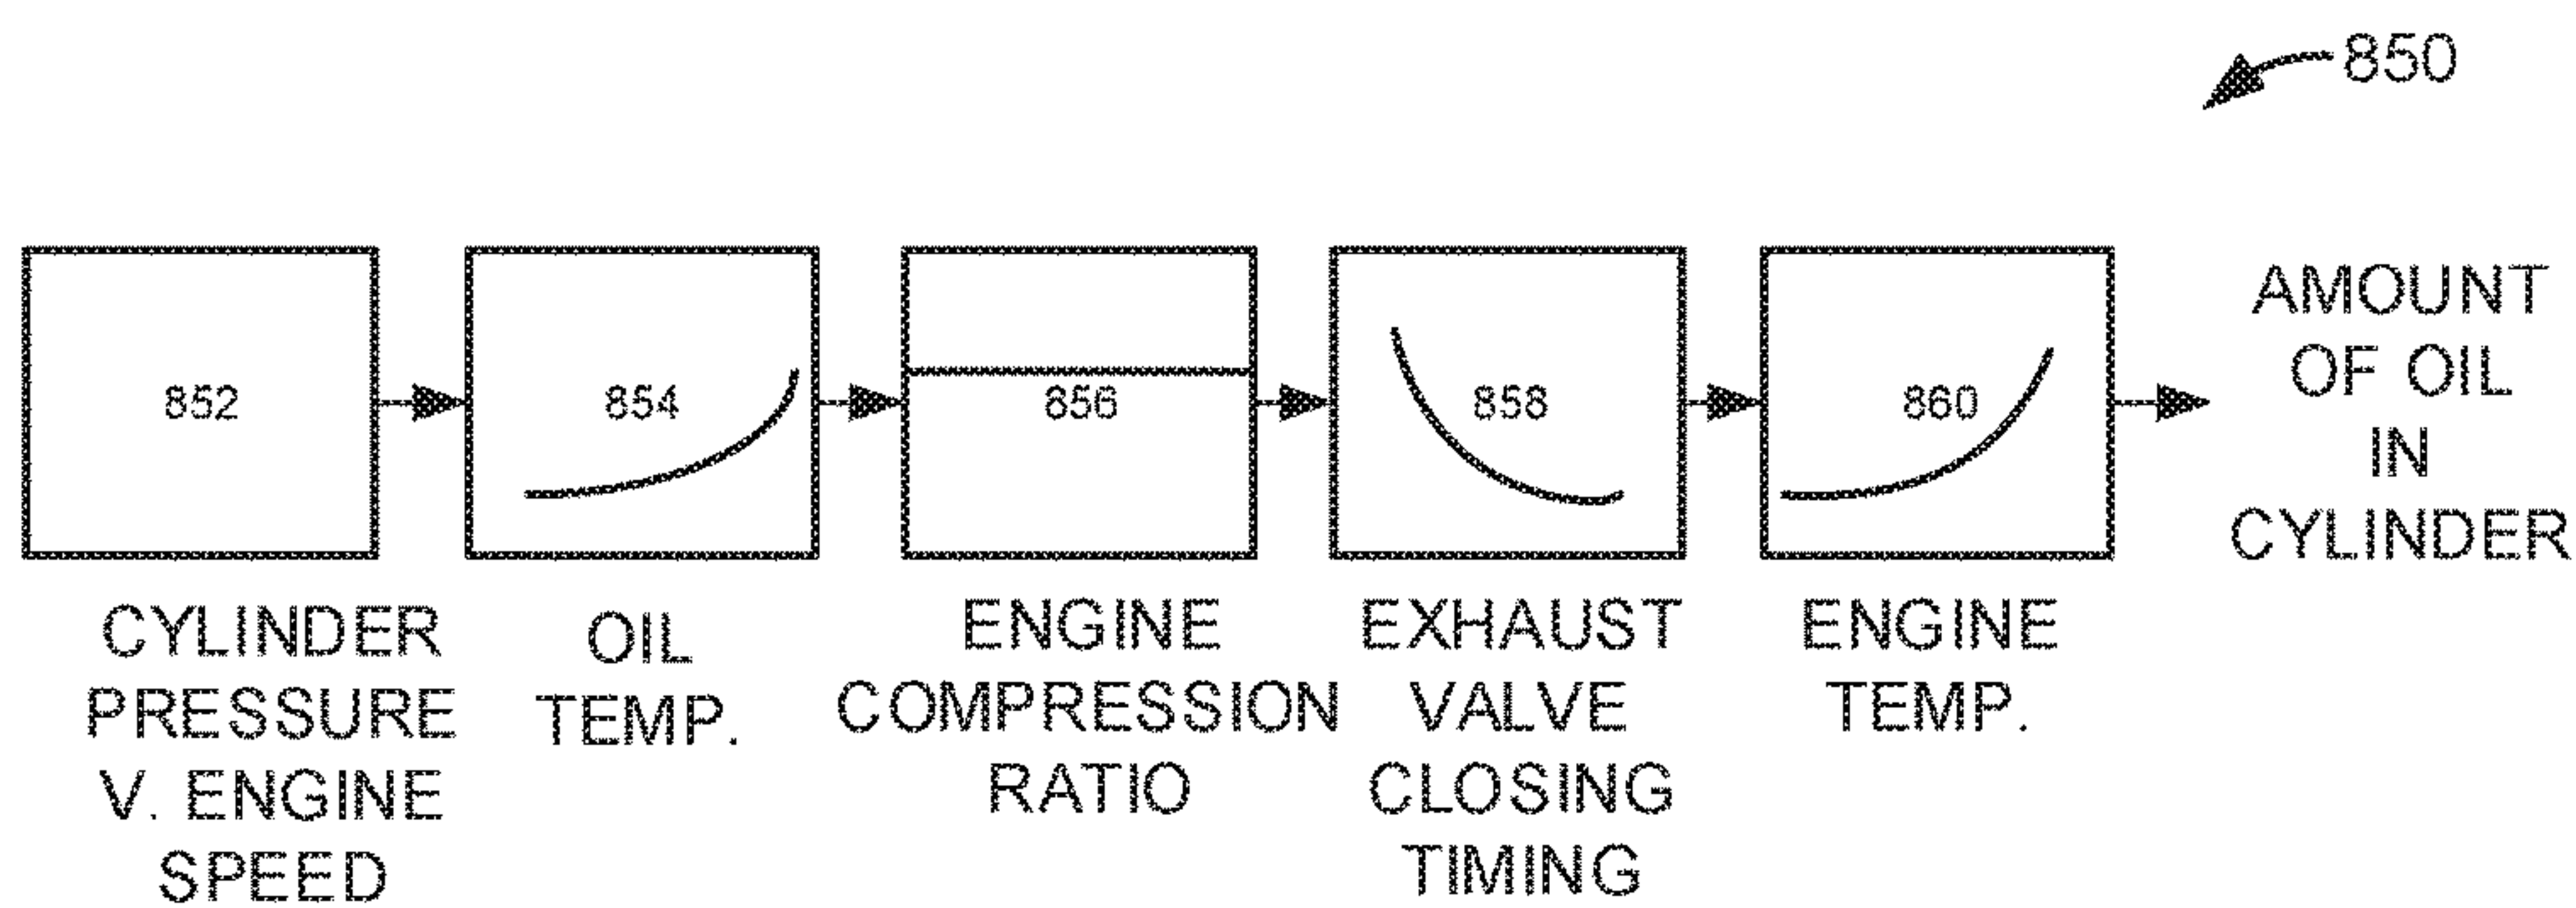 850
852
854
856
858
860
CYLINDER
PRESSURE
V. ENGINE
SPEED
OIL
TEMP.
ENGINE
COMPRESSION
RATIO
EXHAUST
VALVE
CLOSING
TIMING
ENGINE
TEMP.
AMOUNT
OF OIL
IN
CYLINDER